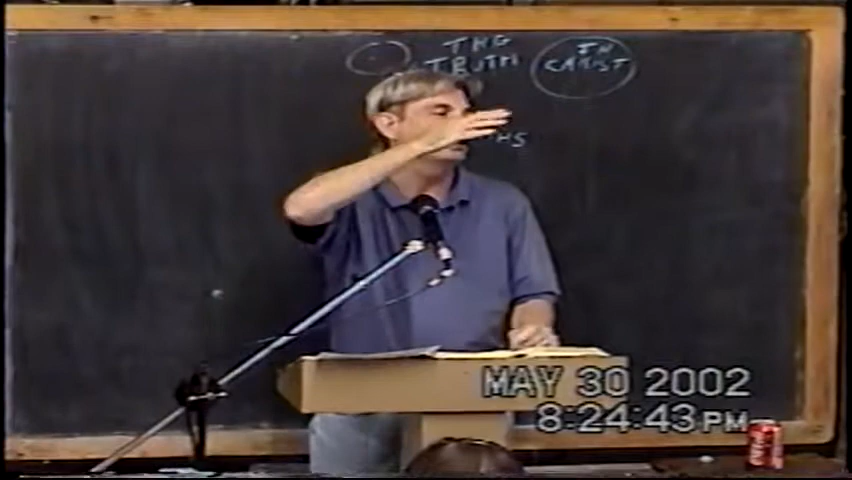 THE
TRUTH
IN
CHRIST
HS
MAY 30 2002
8:24:43 PM